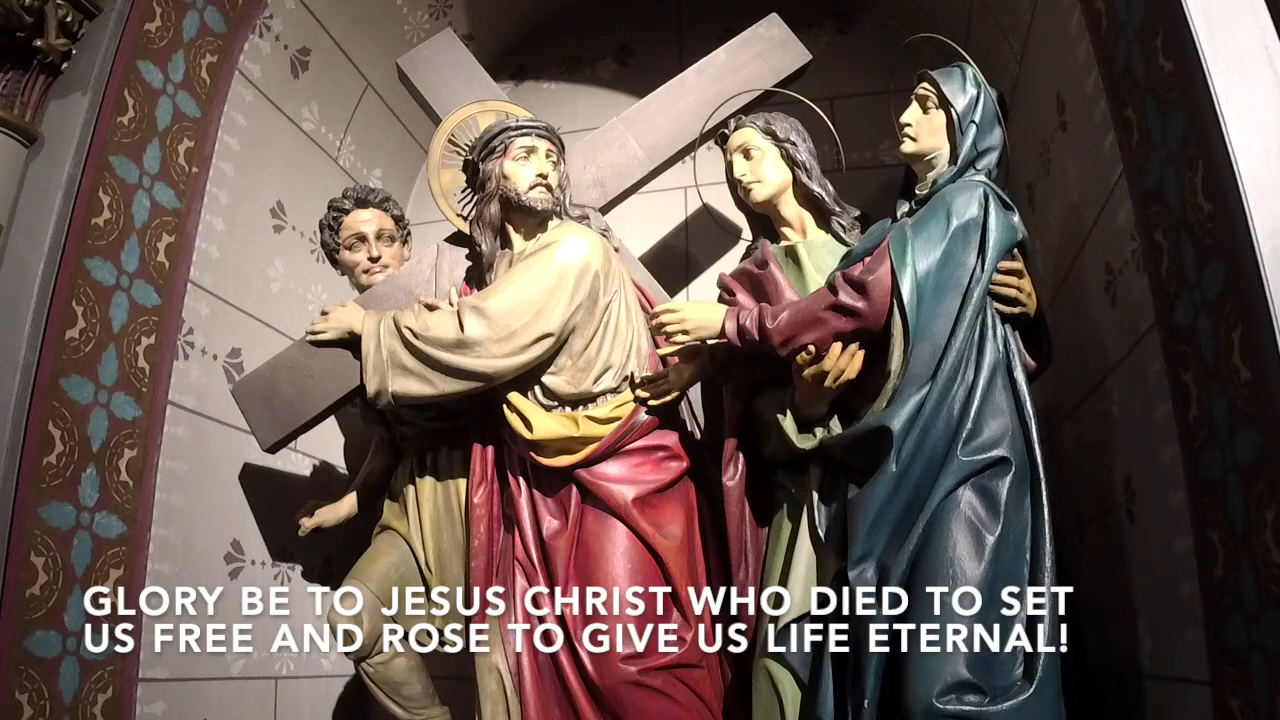 GLORY BE TO JESUS CHRIST WHO DIED TO SET
US FREE AND ROSE TO GIVE US LIFE ETERNAL!